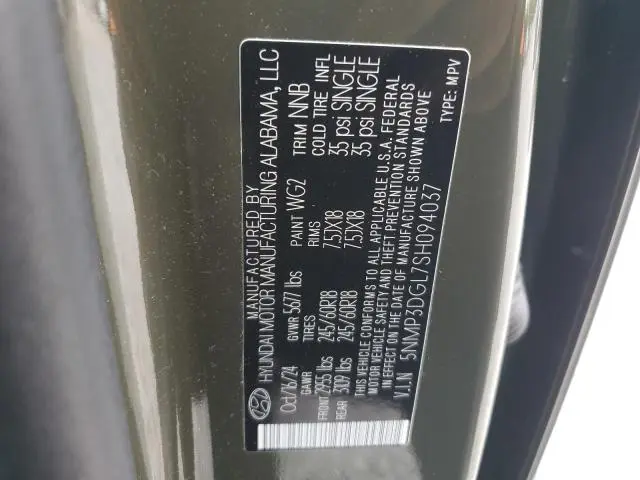 MANUFACTURED BY
HYUNDAI MOTOR MANUFACTURING ALABAMA, LLC
Oct/16/24 GVWR 5677 lbs PAINT WG2 TRIM NNB
GAWR TIRES RIMS COLD TIRE INFL
FRONT 2955 lbs 245/60R18 7.5JX18 35 psi SINGLE
REAR 3109 lbs 245/60R18 7.5JX18 35 psi SINGLE
THIS VEHICLE CONFORMS TO ALL APPLICABLE U.S.A. FEDERAL
MOTOR VEHICLE SAFETY AND THEFT PREVENTION STANDARDS
IN EFFECT ON THE DATE OF MANUFACTURE SHOWN ABOVE
V.I.N 5NMP3DGL7SH094037 TYPE: MPV